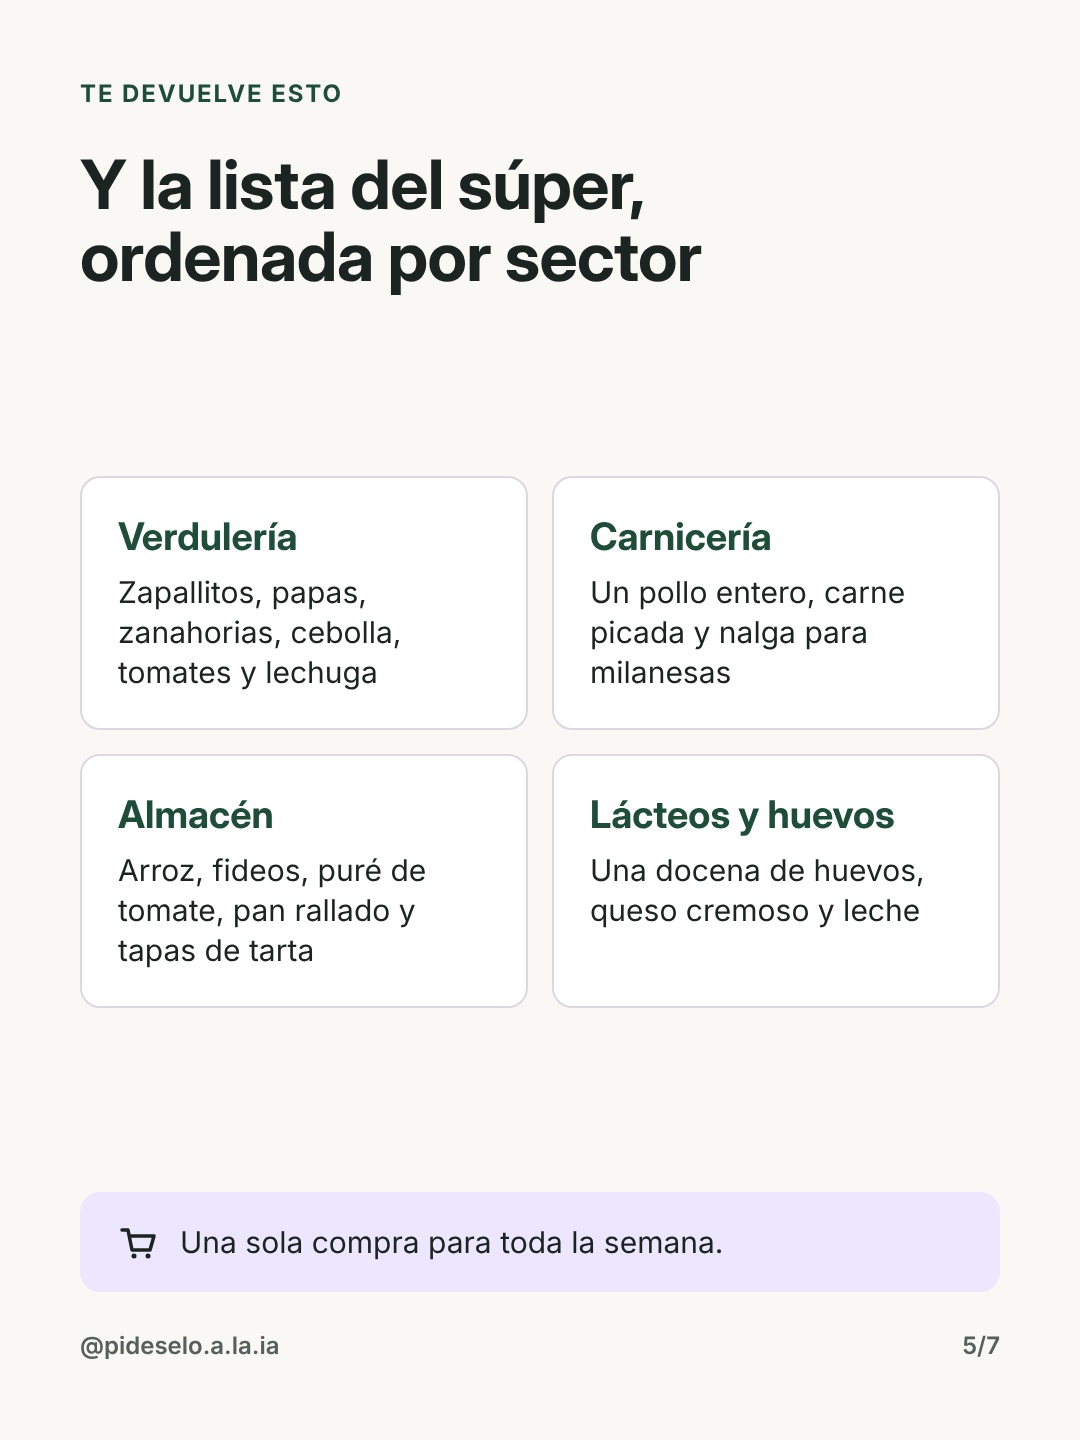 TE DEVUELVE ESTO
Y la lista del súper,
ordenada por sector
Verdulería
Zapallitos, papas,
zanahorias, cebolla,
tomates y lechuga
Carnicería
Un pollo entero, carne
picada y nalga para
milanesas
Almacén
Arroz, fideos, puré de
tomate, pan rallado y
tapas de tarta
Lácteos y huevos
Una docena de huevos,
queso cremoso y leche
Una sola compra para toda la semana.
@pideselo.a.la.ia
5/7